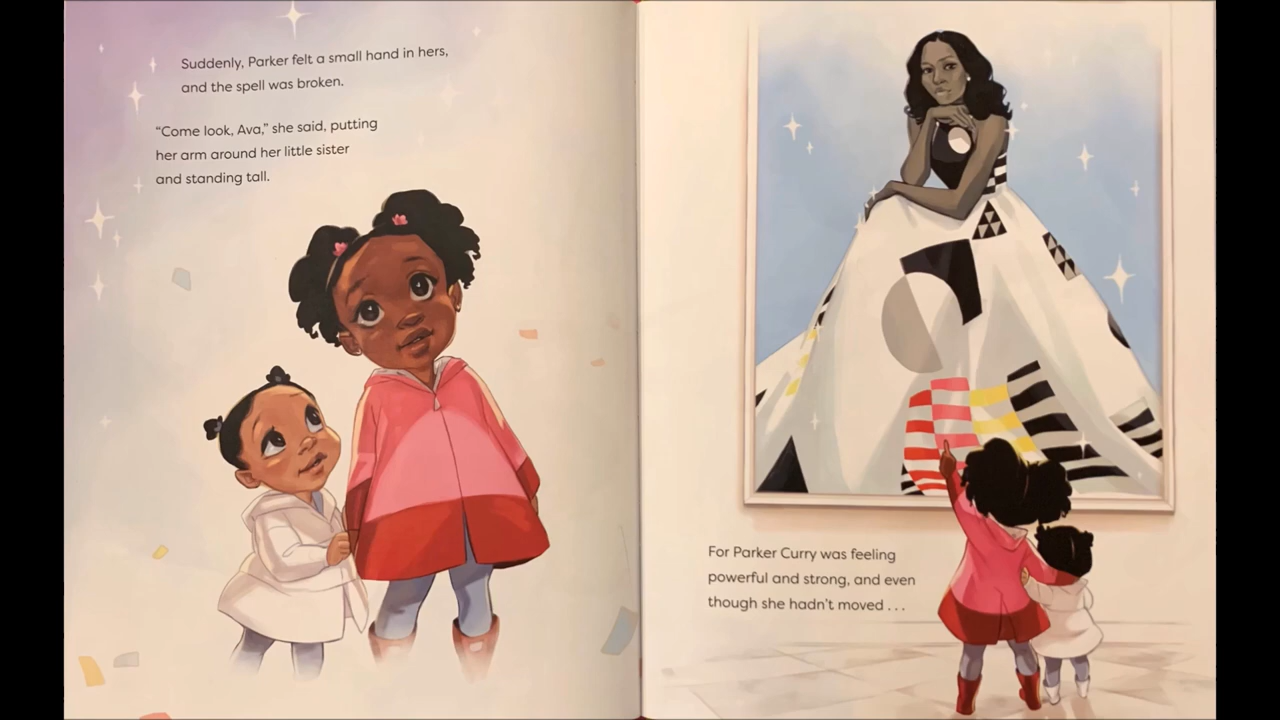 Suddenly, Parker felt a small hand in hers,
and the spell was broken.
“Come look, Ava,” she said, putting
her arm around her little sister
and standing tall.
For Parker Curry was feeling
powerful and strong, and even
though she hadn’t moved . . .